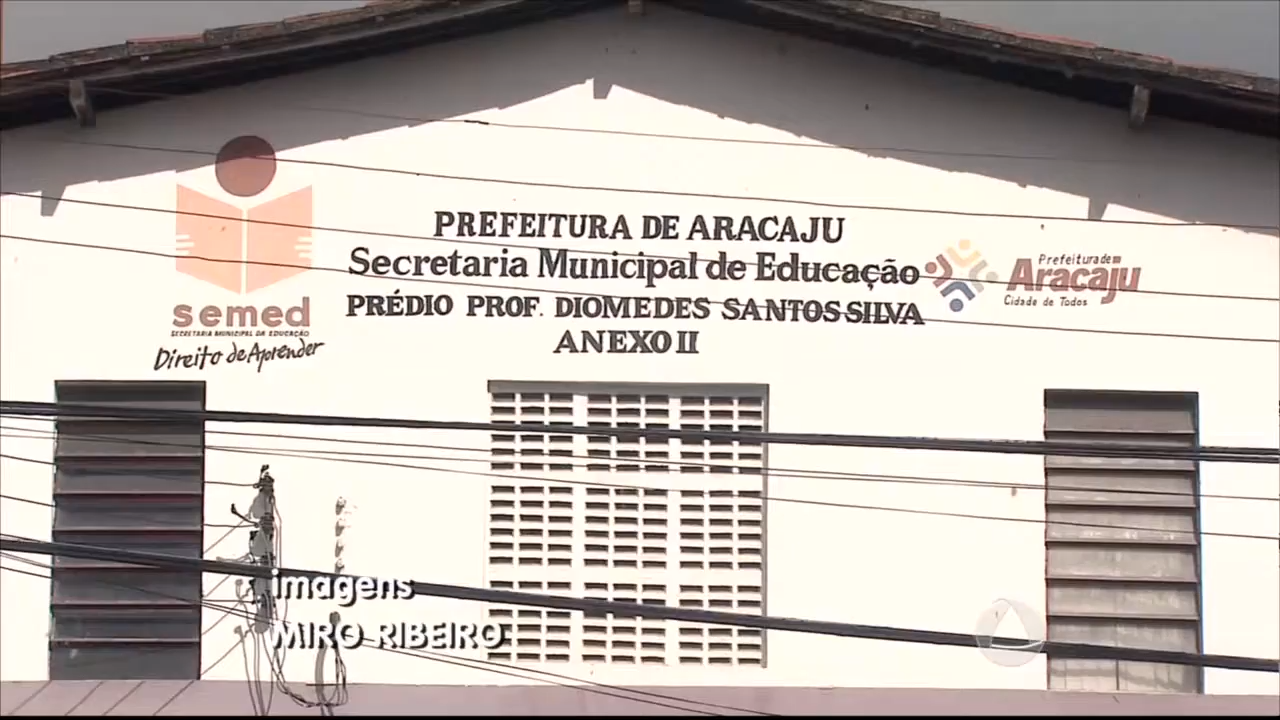 PREFEITURA DE ARACAJU
Secretaria Municipal de Educação
PRÉDIO PROF. DIOMEDES SANTOS SILVA
ANEXO II
semed
SECRETARIA MUNICIPAL DA EDUCAÇÃO
Direito de Aprender
Prefeitura dem
Aracaju
Cidade de Todos
imagens
MIRO RIBEIRO